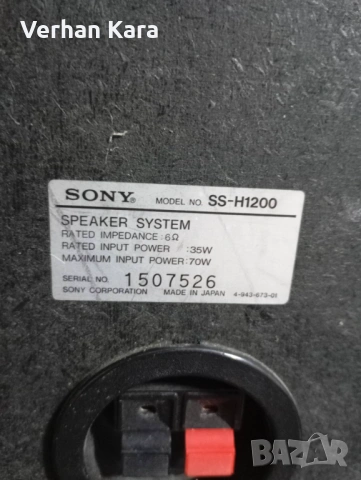 Verhan Kara
SONY® MODEL NO. SS-H1200
SPEAKER SYSTEM
RATED IMPEDANCE:6Ω
RATED INPUT POWER :35W
MAXIMUM INPUT POWER:70W
SERIAL NO. 1507526
SONY CORPORATION MADE IN JAPAN 4-943-673-01
BAZAR